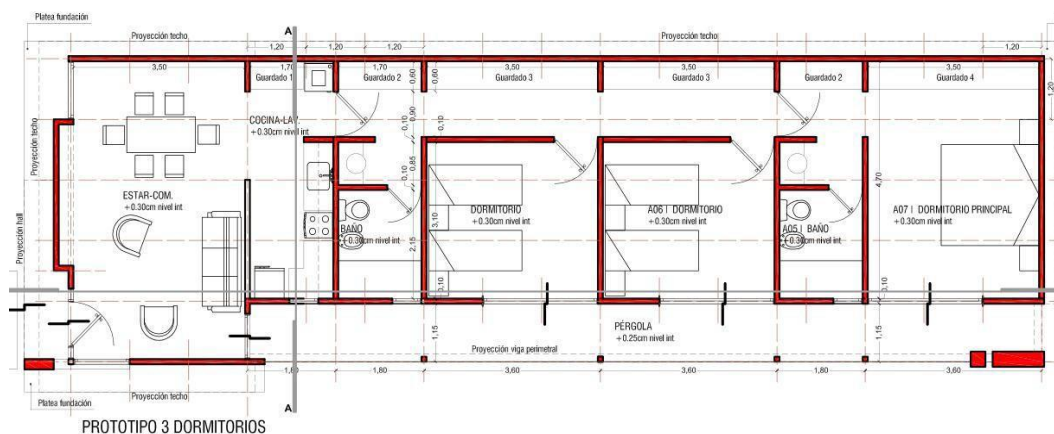 Platea fundación
Proyección techo
Proyección techo
A
1,20
1,20
1,20
1,20
3,50
1,70
1,70
3,50
3,50
3,50
Guardado 1
Guardado 2
Guardado 3
Guardado 3
Guardado 2
Guardado 4
0,60
0,60
1,20
0,90
0,10
0,10
0,10
COCINA-LAV.
+0.30cm nivel int
Proyección techo
0,85
0,10
4,70
ESTAR-COM.
+0.30cm nivel int
DORMITORIO
+0.30cm nivel int
A06 | DORMITORIO
+0.30cm nivel int
A07 | DORMITORIO PRINCIPAL
+0.30cm nivel int
BAÑO
+0.30cm nivel int
A05 | BAÑO
+0.30cm nivel int
3,10
2,15
Proyección hall
0,10
0,10
PÉRGOLA
+0.25cm nivel int
1,15
1,15
Proyección viga perimetral
1,80
1,80
3,60
3,60
1,80
3,60
Proyección techo
Platea fundación
A
PROTOTIPO 3 DORMITORIOS